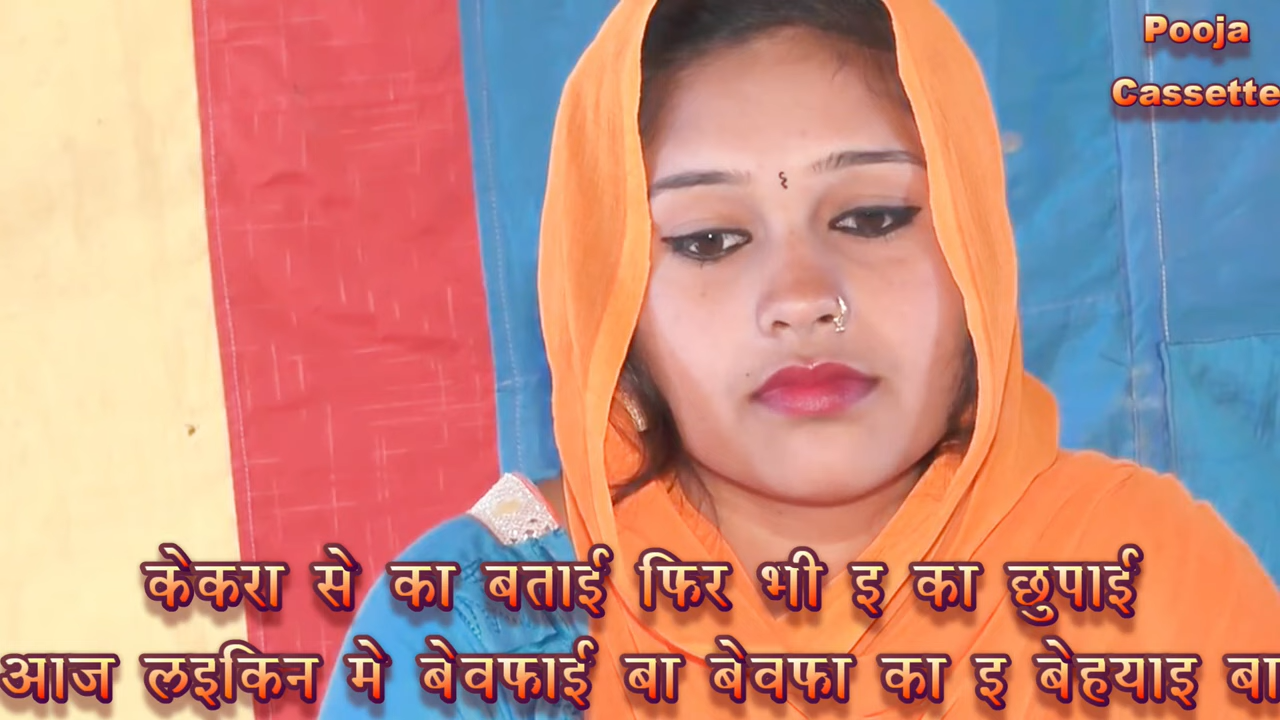 Pooja
Cassette
केकरा से का बताई फिर भी इ का छुपाई
आज लइकिन मे बेवफाई बा बेवफा का इ बेहयाइ बा